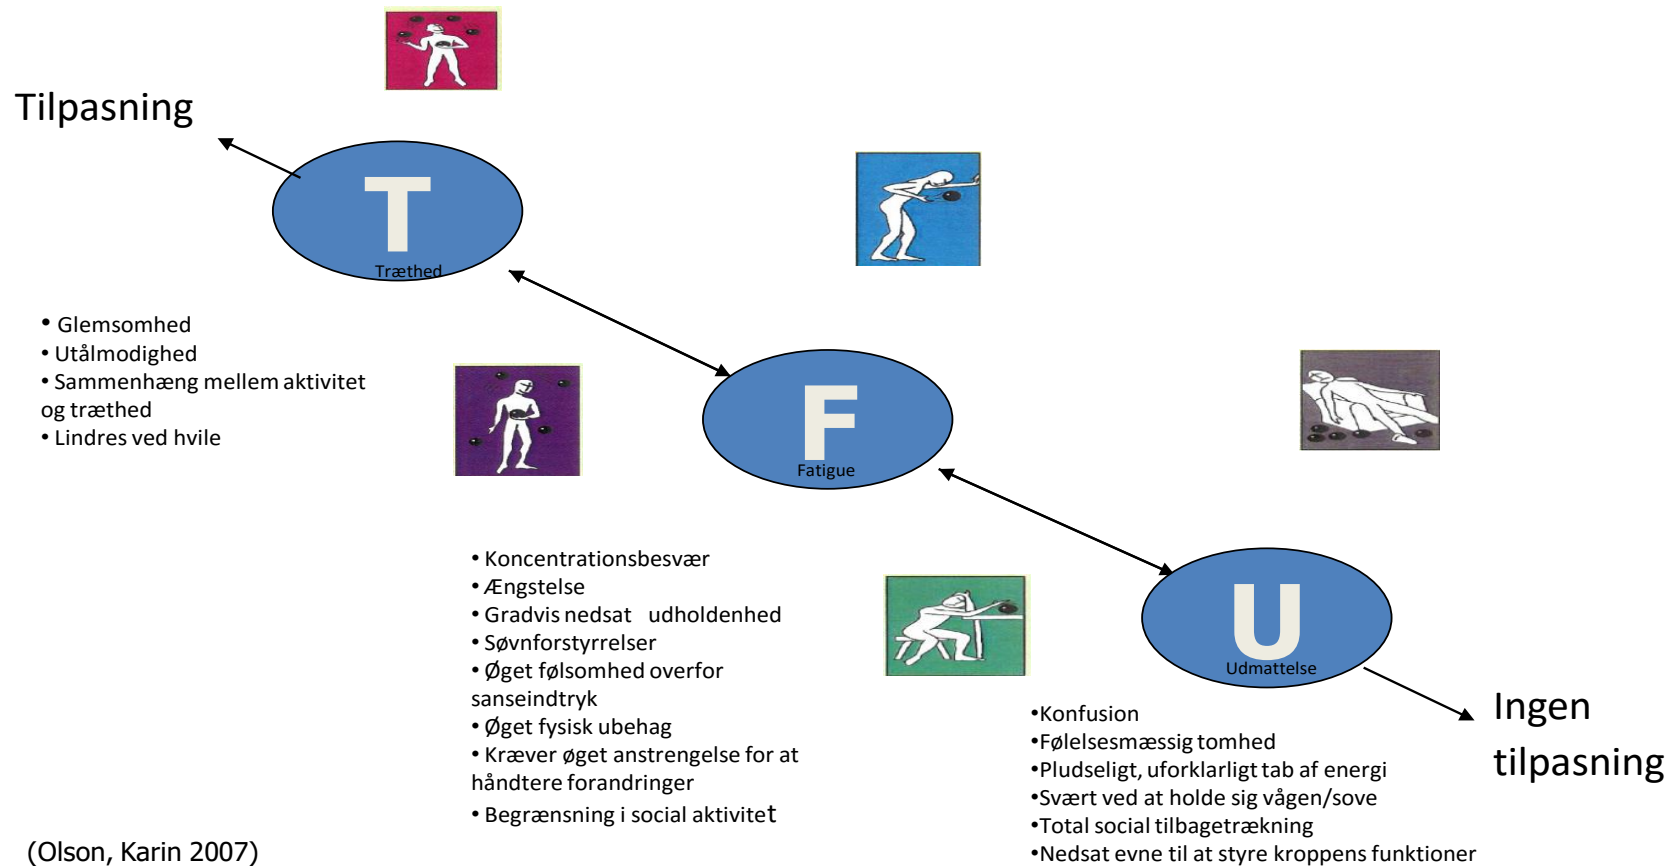 Tilpasning
T
Træthed
• Glemsomhed
• Utålmodighed
• Sammenhæng mellem aktivitet
og træthed
• Lindres ved hvile
F
Fatigue
• Koncentrationsbesvær
• Ængstelse
• Gradvis nedsat udholdenhed
• Søvnforstyrrelser
• Øget følsomhed overfor
sanseindtryk
• Øget fysisk ubehag
• Kræver øget anstrengelse for at
håndtere forandringer
• Begrænsning i social aktivitet
U
Udmattelse
•Konfusion
•Følelsesmæssig tomhed
•Pludseligt, uforklarligt tab af energi
•Svært ved at holde sig vågen/sove
•Total social tilbagetrækning
•Nedsat evne til at styre kroppens funktioner
Ingen
tilpasning
(Olson, Karin 2007)